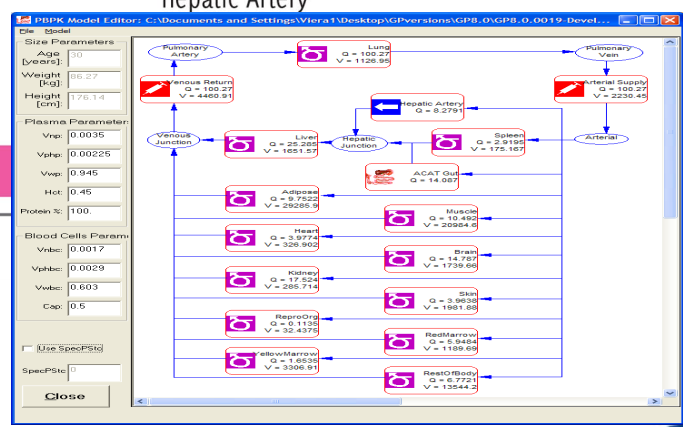 Hepatic Artery
PBPK Model Editor: C:\Documents and Settings\Viera1\Desktop\GPversions\GP8.0\GP8.0.0019-Devel...
File Model
Size Parameters
Age [years]: 30
Weight [kg]: 86.27
Height [cm]: 176.14
Plasma Parameter
Vnp: 0.0035
Vphp: 0.00225
Vwp: 0.945
Hct: 0.45
Protein %: 100.
Blood Cells Param
Vnbc: 0.0017
Vphbc: 0.0029
Vwbc: 0.603
Cap: 0.5
Use SpecPStc
SpecPStc 0
Close
Pulmonary
Artery
Lung
Q = 100.27
V = 1126.95
Pulmonary
Vein
Venous Return
Q = 100.27
V = 4460.91
Arterial Supply
Q = 100.27
V = 2230.45
Hepatic Artery
Q = 8.2791
Venous
Junction
Liver
Q = 25.285
V = 1651.57
Hepatic
Junction
Spleen
Q = 2.9195
V = 175.167
Arterial
ACAT Gut
Q = 14.087
Adipose
Q = 9.7522
V = 29285.9
Muscle
Q = 10.492
V = 20984.6
Heart
Q = 3.9774
V = 326.902
Brain
Q = 14.787
V = 1739.66
Kidney
Q = 17.524
V = 285.714
Skin
Q = 3.9638
V = 1981.88
ReproOrg
Q = 0.1135
V = 32.4375
RedMarrow
Q = 5.9484
V = 1189.69
YellowMarrow
Q = 1.6535
V = 3306.91
RestOfBody
Q = 6.7721
V = 13544.2